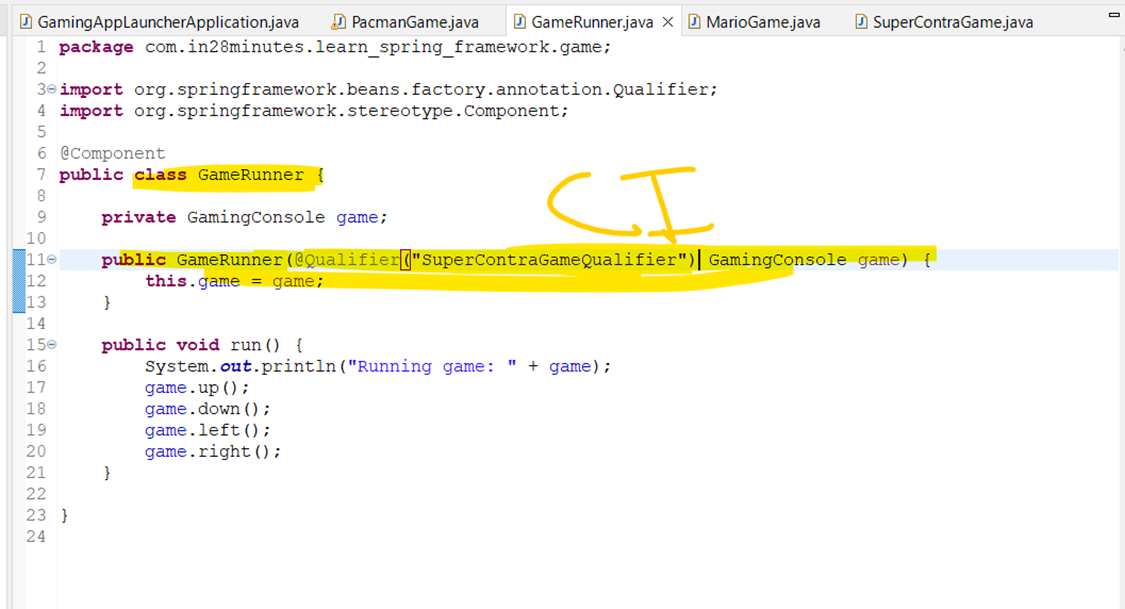 GamingAppLauncherApplication.java PacmanGame.java GameRunner.java MarioGame.java SuperContraGame.java
1 package com.in28minutes.learn_spring_framework.game;
2
3 import org.springframework.beans.factory.annotation.Qualifier;
4 import org.springframework.stereotype.Component;
5
6 @Component
7 public class GameRunner {
8
CI
9 private GamingConsole game;
10
11 public GameRunner(@Qualifier("SuperContraGameQualifier") GamingConsole game) {
12 this.game = game;
13 }
14
15 public void run() {
16 System.out.println("Running game: " + game);
17 game.up();
18 game.down();
19 game.left();
20 game.right();
21 }
22
23 }
24